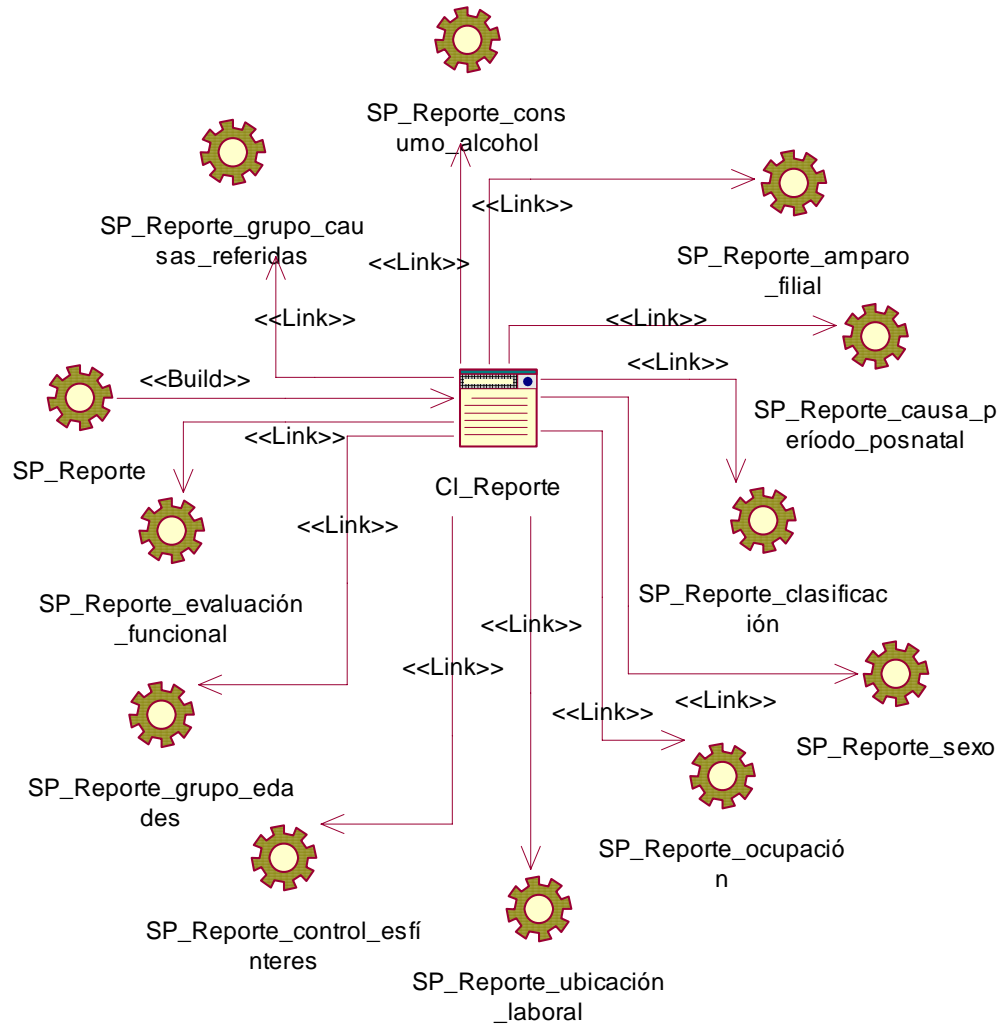 SP_Reporte_cons
umo_alcohol
<<Link>>
SP_Reporte_grupo_cau
sas_referidas
<<Link>>
SP_Reporte_amparo
_filial
<<Link>>
<<Link>>
<<Link>>
<<Build>>
SP_Reporte_causa_p
eríodo_posnatal
<<Link>>
SP_Reporte
Cl_Reporte
<<Link>>
SP_Reporte_evaluación
_funcional
SP_Reporte_clasificac
ión
<<Link>>
<<Link>>
<<Link>>
<<Link>>
SP_Reporte_sexo
SP_Reporte_grupo_eda
des
SP_Reporte_ocupació
n
SP_Reporte_control_esfí
nteres
SP_Reporte_ubicación
_laboral